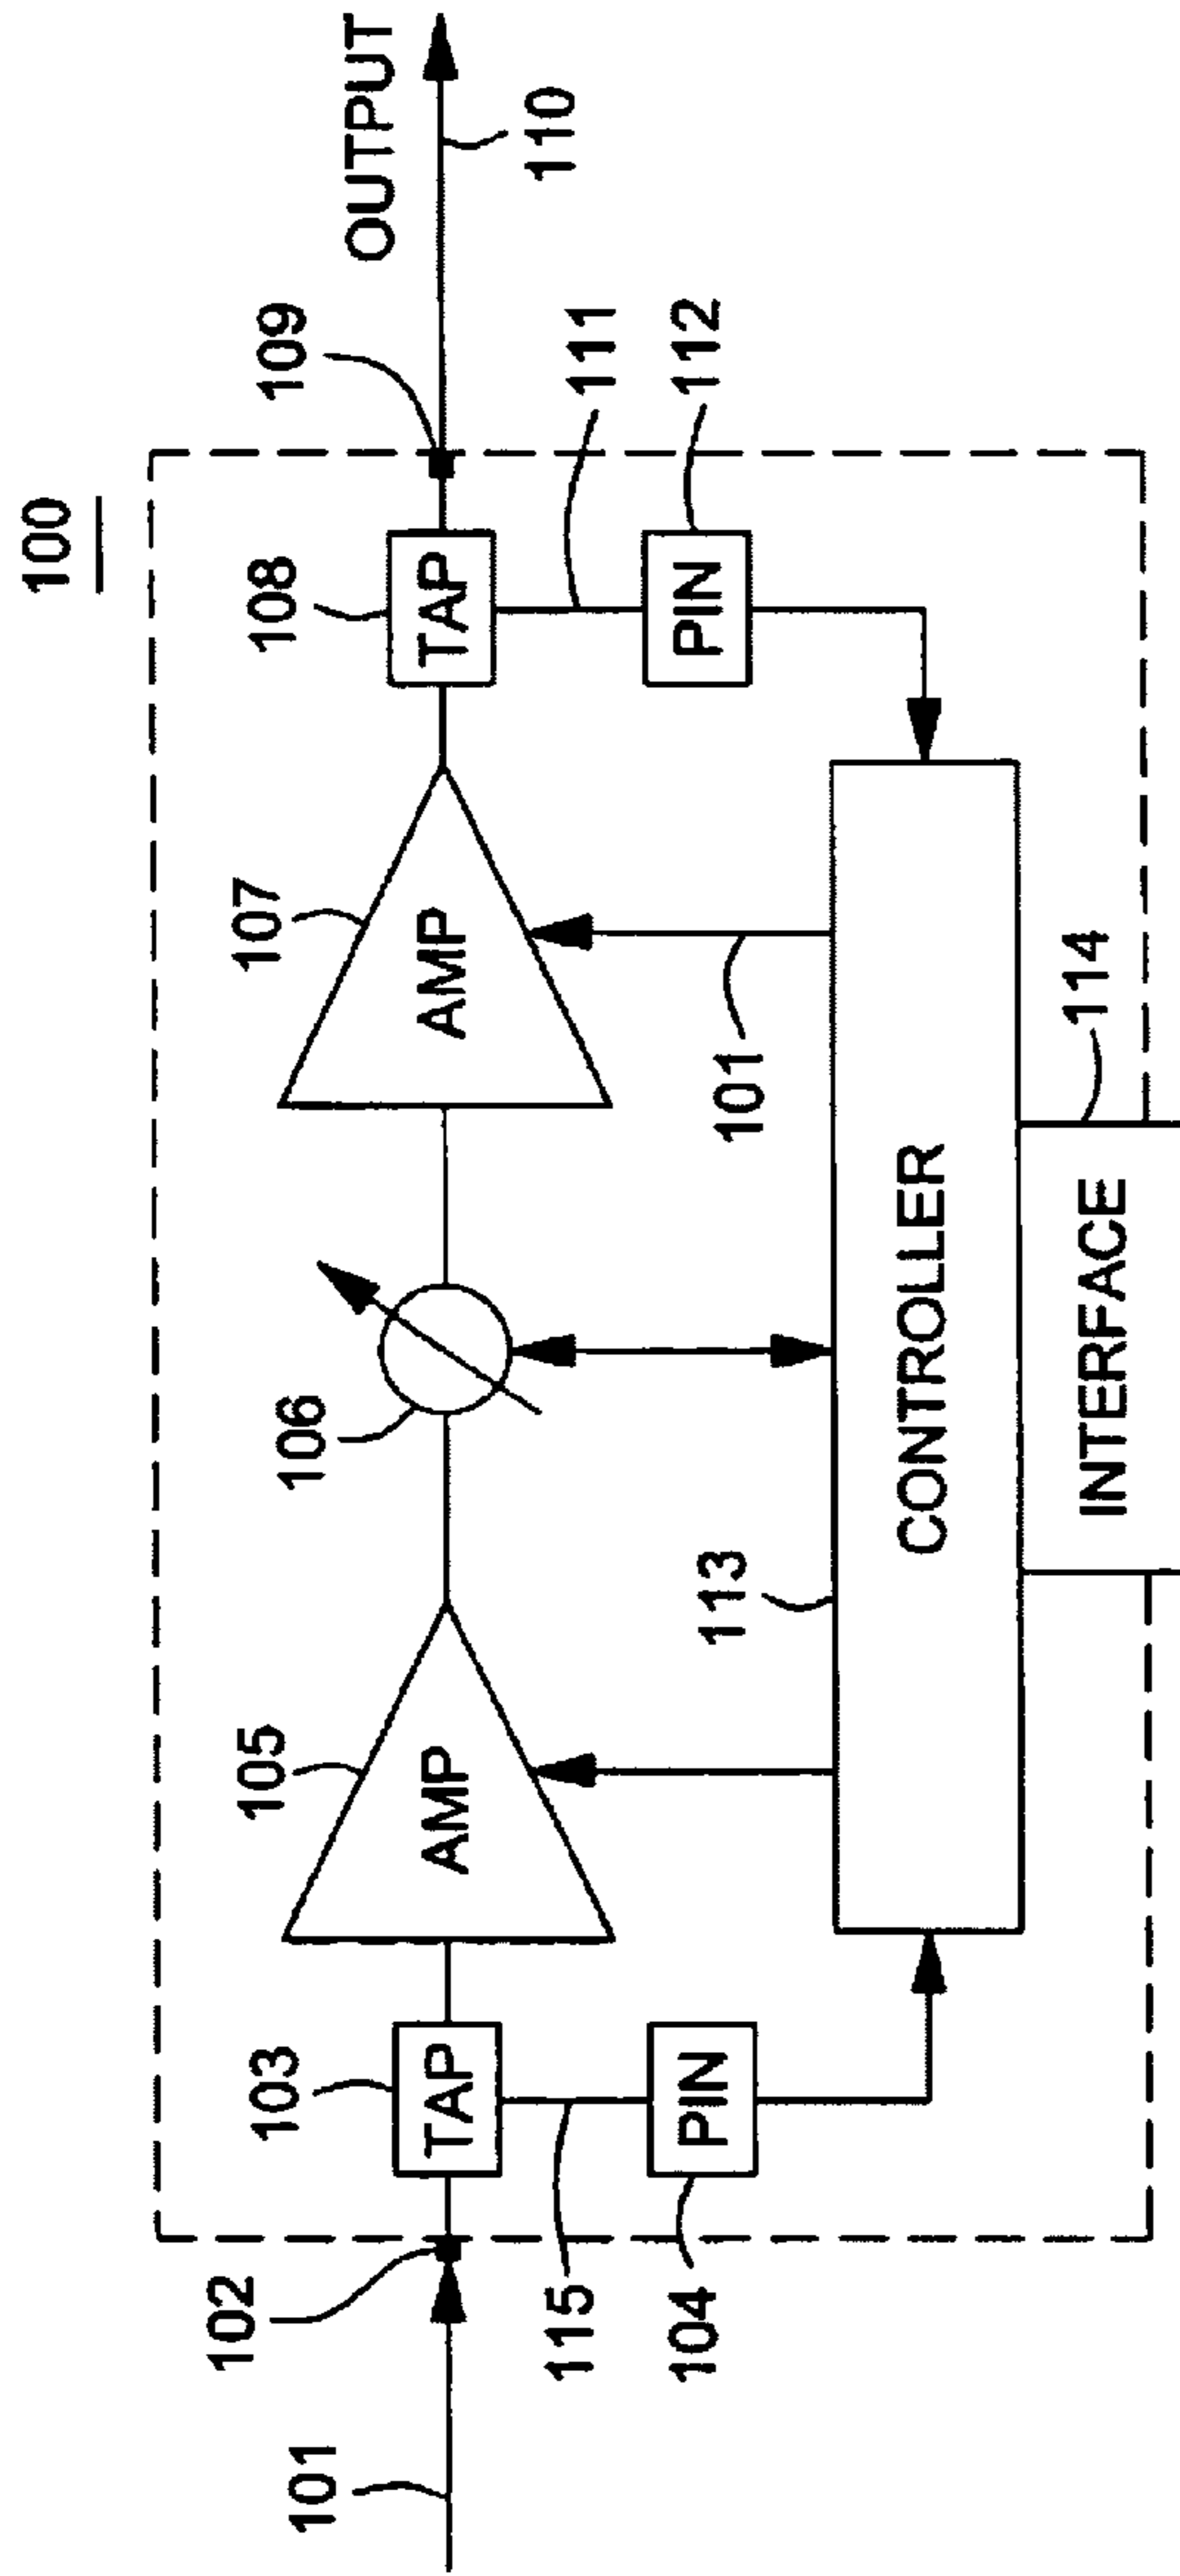 100
101
102
103
TAP
115
PIN
104
105
AMP
106
107
AMP
101
108
TAP
109
OUTPUT
110
111
PIN
112
113
CONTROLLER
INTERFACE
114